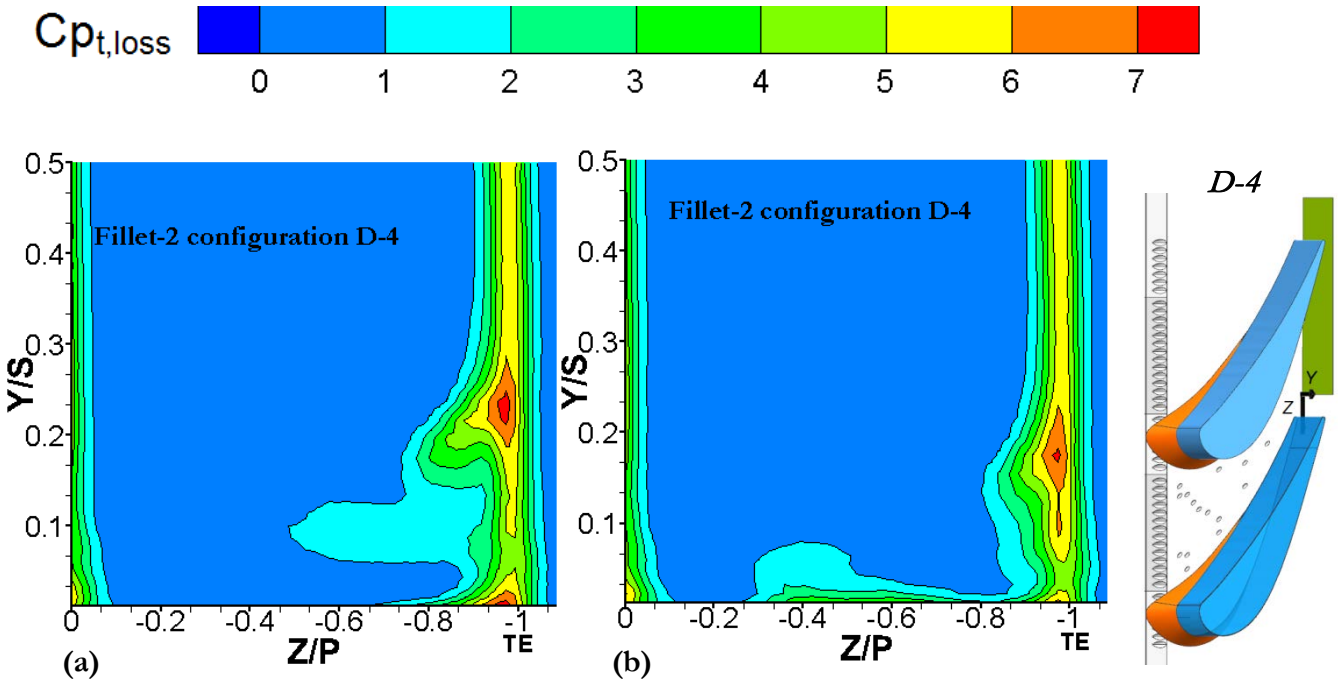 Cp_t,loss
0 1 2 3 4 5 6 7
0.5
0.4
0.3
0.2
0.1
Y/S
Fillet-2 configuration D-4
0 -0.2 -0.4 -0.6 -0.8 -1
Z/P
TE
(a)
0.5
0.4
0.3
0.2
0.1
Y/S
Fillet-2 configuration D-4
0 -0.2 -0.4 -0.6 -0.8 -1
Z/P
TE
(b)
D-4
Y
Z